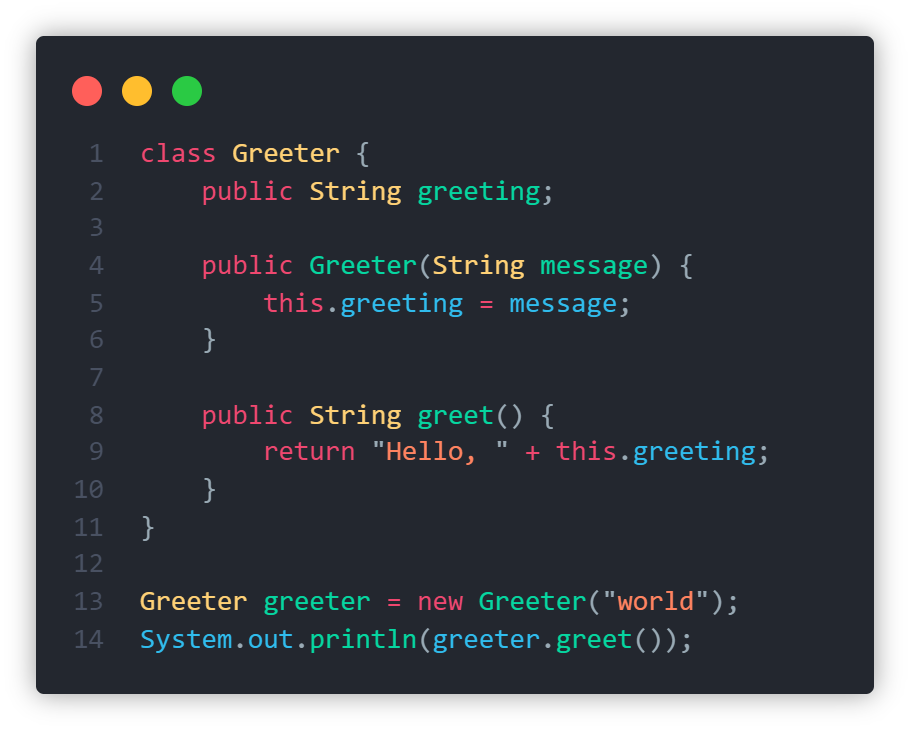 1 class Greeter {
2     public String greeting;
3
4     public Greeter(String message) {
5         this.greeting = message;
6     }
7
8     public String greet() {
9         return "Hello, " + this.greeting;
10     }
11 }
12
13 Greeter greeter = new Greeter("world");
14 System.out.println(greeter.greet());